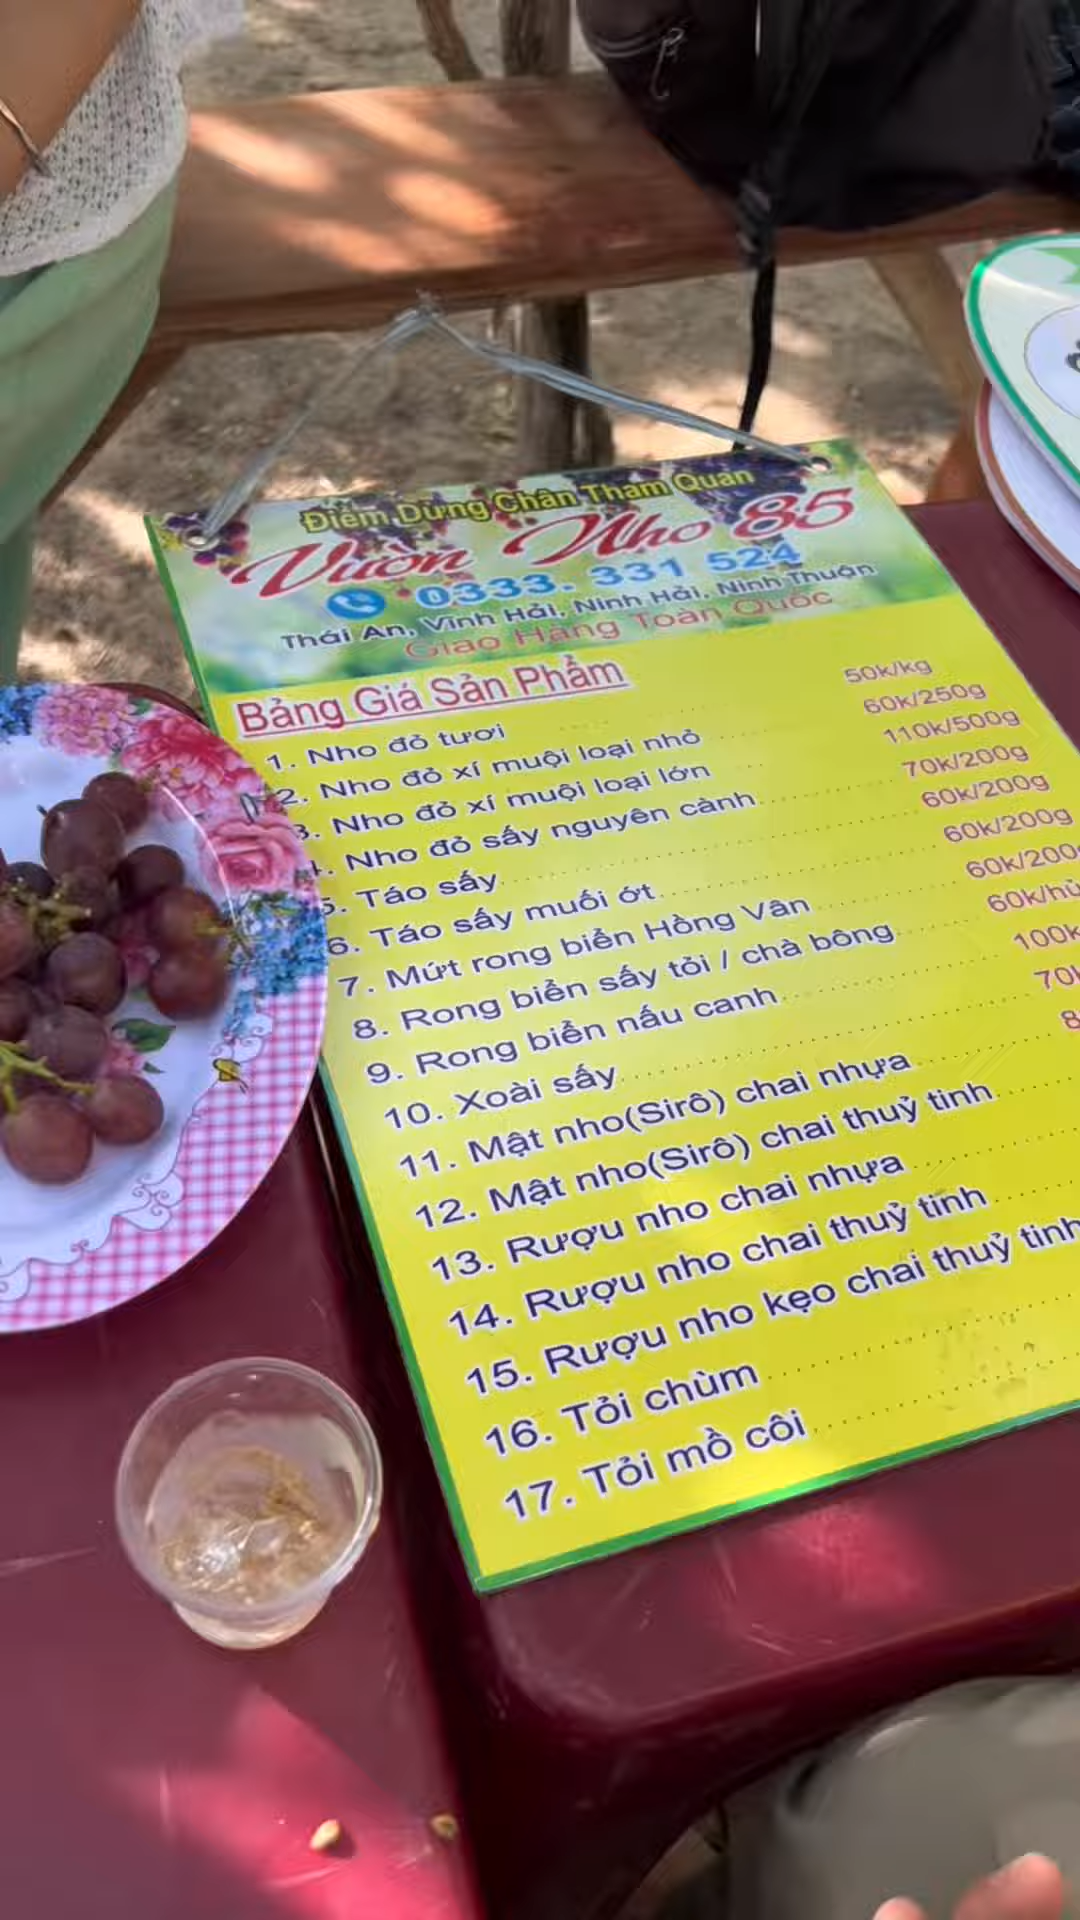 Điểm Dừng Chân Tham Quan
Vườn Nho 85
0333. 331 524
Thái An, Vĩnh Hải, Ninh Hải, Ninh Thuận
Giao Hàng Toàn Quốc
Bảng Giá Sản Phẩm
1. Nho đỏ tươi 50k/kg
2. Nho đỏ xí muội loại nhỏ 60k/250g
3. Nho đỏ xí muội loại lớn 110k/500g
4. Nho đỏ sấy nguyên cành 70k/200g
5. Táo sấy 60k/200g
6. Táo sấy muối ớt 60k/200g
7. Mứt rong biển Hồng Vân 60k/200g
8. Rong biển sấy tỏi / chà bông 60k/hủ
9. Rong biển nấu canh 100k
10. Xoài sấy
11. Mật nho(Sirô) chai nhựa
12. Mật nho(Sirô) chai thuỷ tinh
13. Rượu nho chai nhựa
14. Rượu nho chai thuỷ tinh
15. Rượu nho kẹo chai thuỷ tinh
16. Tỏi chùm
17. Tỏi mồ côi